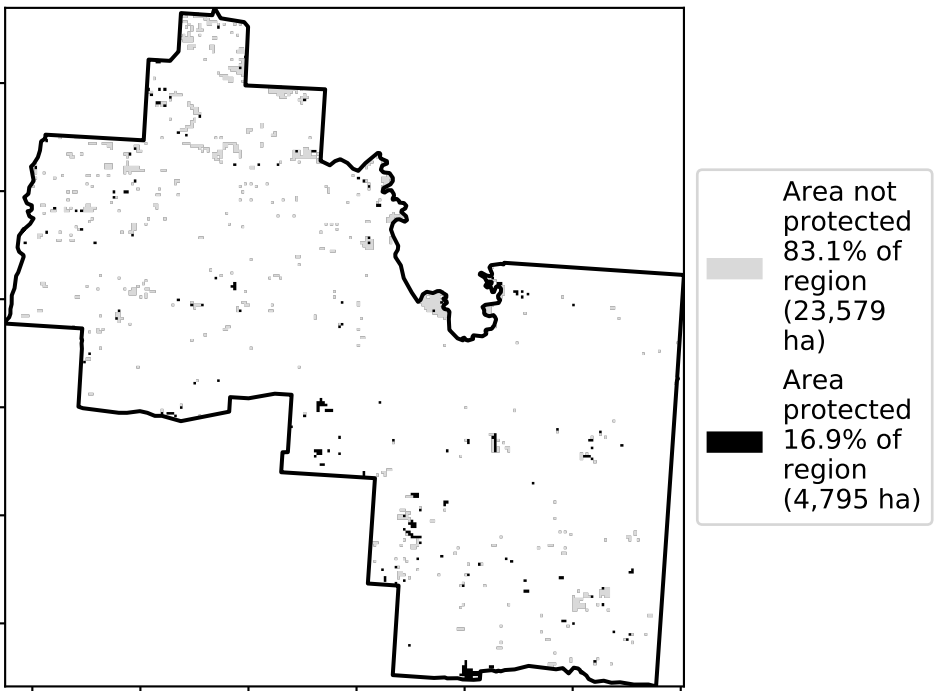 Area not
protected
83.1% of
region
(23,579
ha)
Area
protected
16.9% of
region
(4,795 ha)